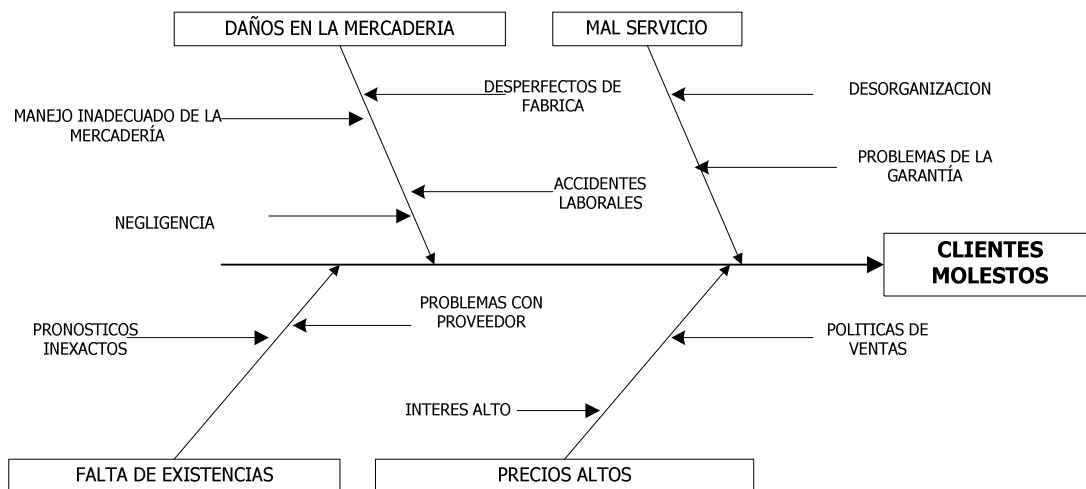 DAÑOS EN LA MERCADERIA
MAL SERVICIO
DESPERFECTOS DE
FABRICA
DESORGANIZACION
MANEJO INADECUADO DE LA
MERCADERÍA
PROBLEMAS DE LA
GARANTÍA
ACCIDENTES
LABORALES
NEGLIGENCIA
CLIENTES
MOLESTOS
PROBLEMAS CON
PROVEEDOR
PRONOSTICOS
INEXACTOS
POLITICAS DE
VENTAS
INTERES ALTO
FALTA DE EXISTENCIAS
PRECIOS ALTOS